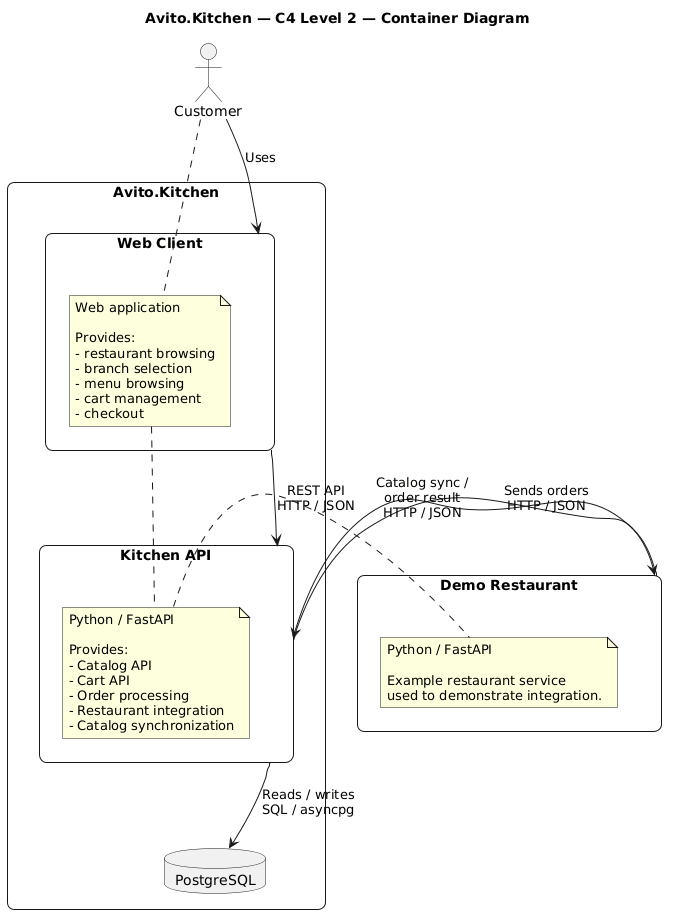 Avito.Kitchen — C4 Level 2 — Container Diagram
Customer
Uses
Avito.Kitchen
Web Client
Web application
Provides:
- restaurant browsing
- branch selection
- menu browsing
- cart management
- checkout
REST API
HTTP / JSON
Catalog sync /
order result
HTTP / JSON
Sends orders
HTTP / JSON
Kitchen API
Python / FastAPI
Provides:
- Catalog API
- Cart API
- Order processing
- Restaurant integration
- Catalog synchronization
Demo Restaurant
Python / FastAPI
Example restaurant service
used to demonstrate integration.
Reads / writes
SQL / asyncpg
PostgreSQL